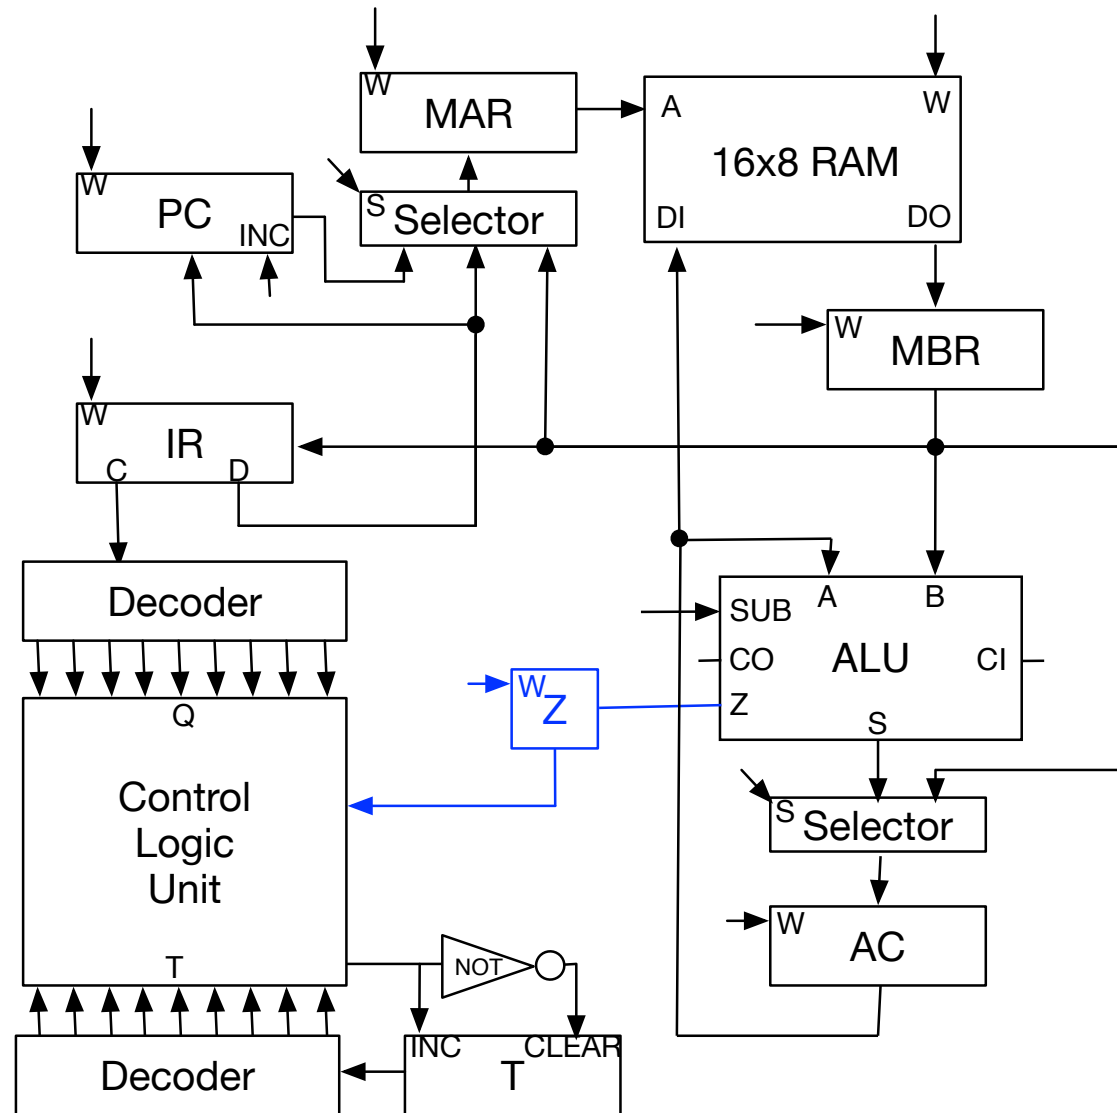 W
MAR
A
W
16x8 RAM
DI
DO
W
PC
INC
S
Selector
W
MBR
W
IR
C
D
Decoder
Q
Control
Logic
Unit
T
W
Z
SUB
A
B
CO
ALU
CI
Z
S
S
Selector
W
AC
NOT
INC
CLEAR
T
Decoder